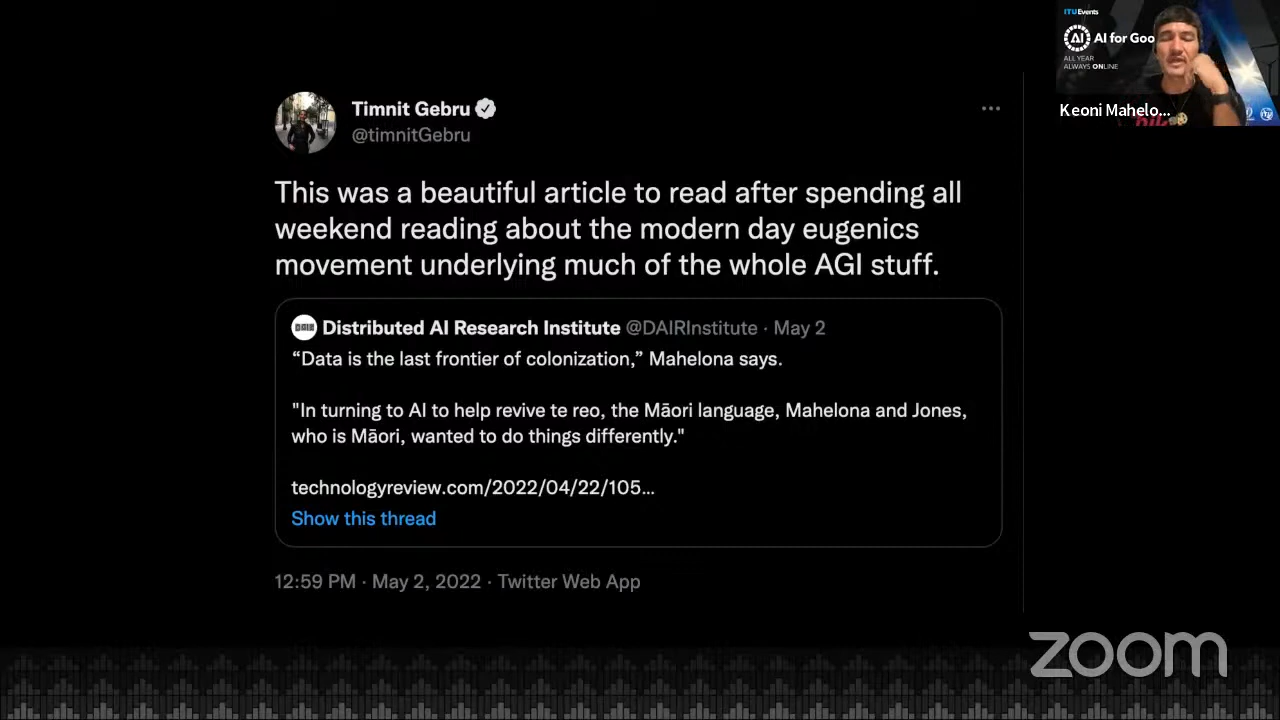 Timnit Gebru
@timnitGebru
This was a beautiful article to read after spending all
weekend reading about the modern day eugenics
movement underlying much of the whole AGI stuff.
Distributed AI Research Institute @DAIRInstitute · May 2
“Data is the last frontier of colonization,” Mahelona says.
"In turning to AI to help revive te reo, the Māori language, Mahelona and Jones,
who is Māori, wanted to do things differently."
technologyreview.com/2022/04/22/105...
Show this thread
12:59 PM · May 2, 2022 · Twitter Web App
ITUEvents
AI
AI for Goo
ALL YEAR
ALWAYS ONLINE
Keoni Mahelo...
zoom